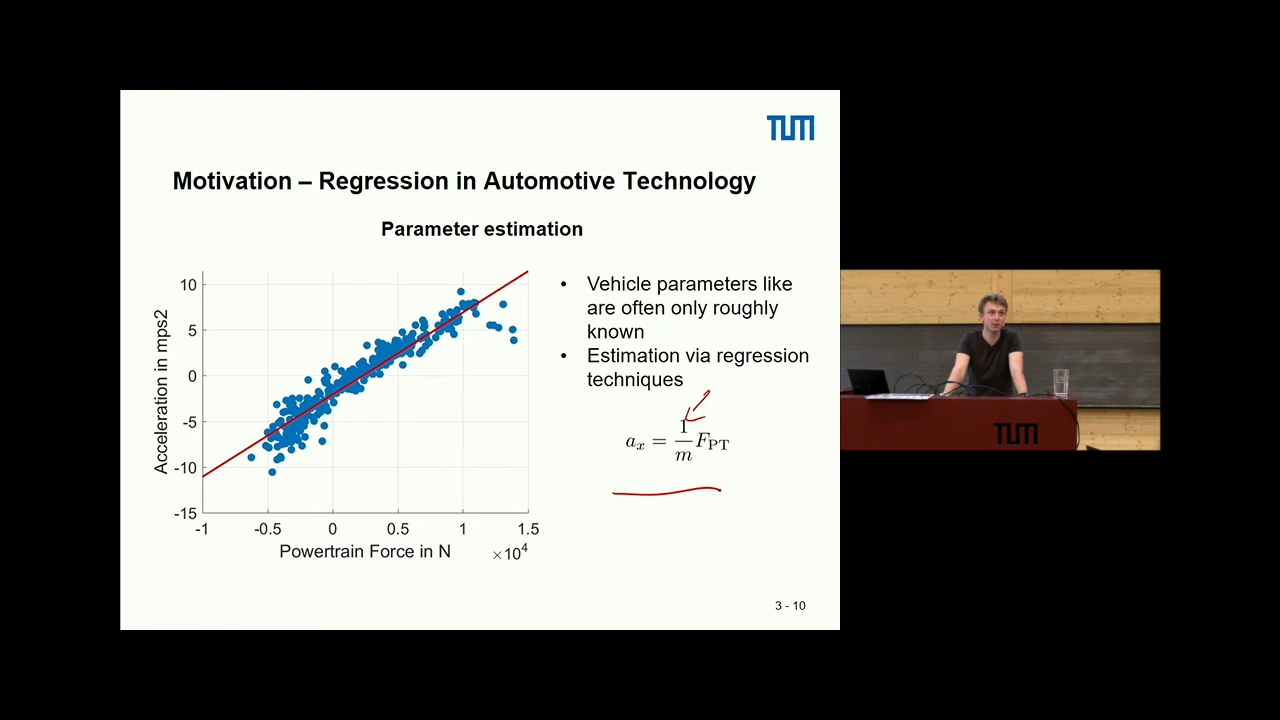 TUM
Motivation – Regression in Automotive Technology
Parameter estimation
Acceleration in mps2
10
5
0
-5
-10
-15
-1
-0.5
0
0.5
1
1.5
Powertrain Force in N
×10^4
• Vehicle parameters like
are often only roughly
known
• Estimation via regression
techniques
a_x = 1/m F_PT
3 - 10
TUM